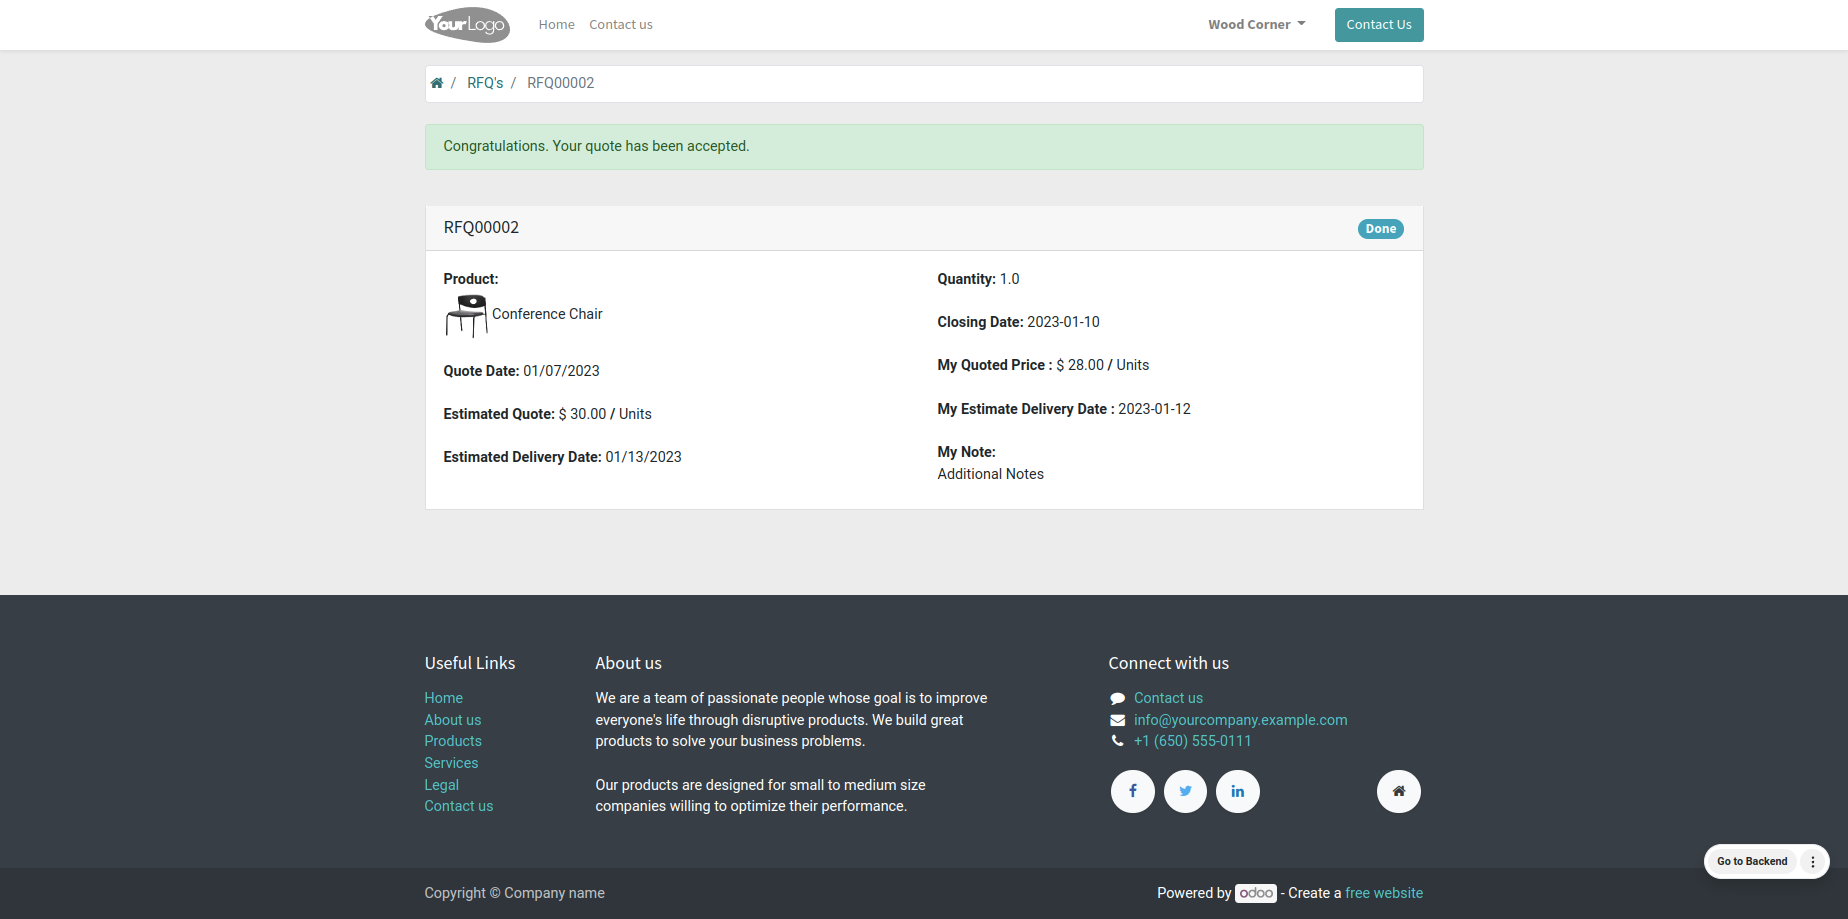 YourLogo
Home
Contact us
Wood Corner
Contact Us
/ RFQ's / RFQ00002
Congratulations. Your quote has been accepted.
RFQ00002
Done
Product:
Conference Chair
Quote Date: 01/07/2023
Estimated Quote: $ 30.00 / Units
Estimated Delivery Date: 01/13/2023
Quantity: 1.0
Closing Date: 2023-01-10
My Quoted Price : $ 28.00 / Units
My Estimate Delivery Date : 2023-01-12
My Note:
Additional Notes
Useful Links
Home
About us
Products
Services
Legal
Contact us
About us
We are a team of passionate people whose goal is to improve
everyone's life through disruptive products. We build great
products to solve your business problems.
Our products are designed for small to medium size
companies willing to optimize their performance.
Connect with us
Contact us
info@yourcompany.example.com
+1 (650) 555-0111
Go to Backend
Copyright © Company name
Powered by odoo - Create a free website